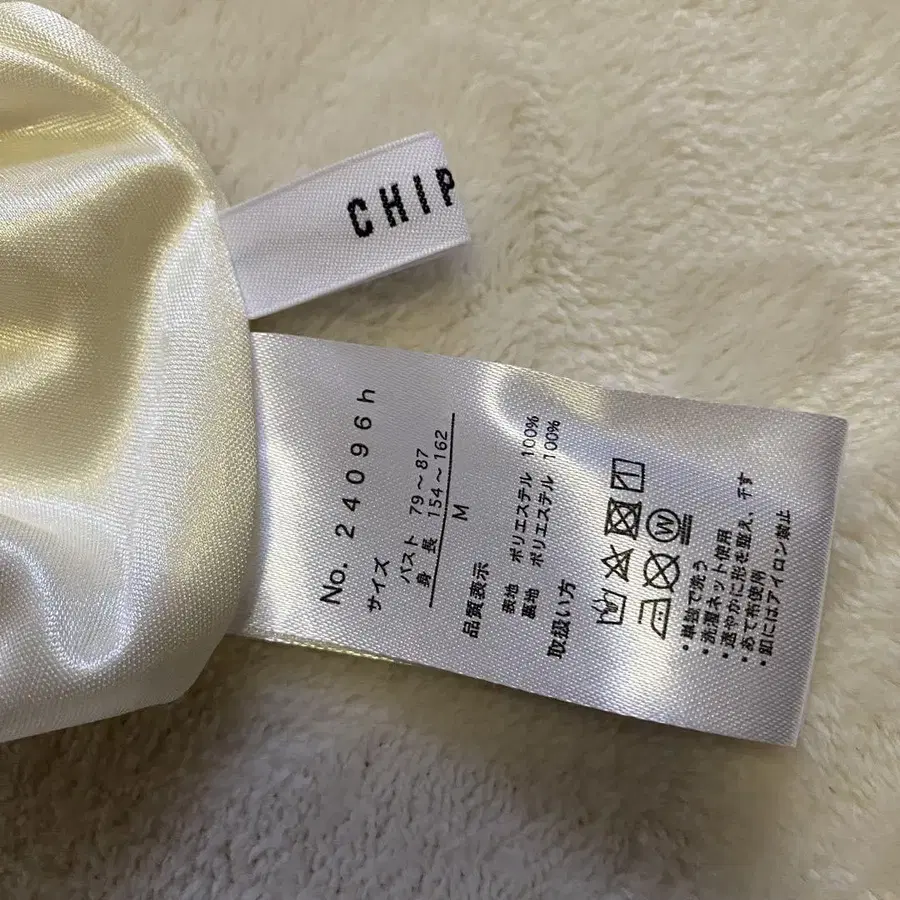 CHIP
No. 24096h
サイズ
バスト 79～87
身長 154～162
M
品質表示
表地 ポリエステル 100%
裏地 ポリエステル 100%
取扱い方
W
・単独で洗う
・洗濯ネット使用
・速やかに形を整え、干す
・あて布使用
・釦にはアイロン禁止